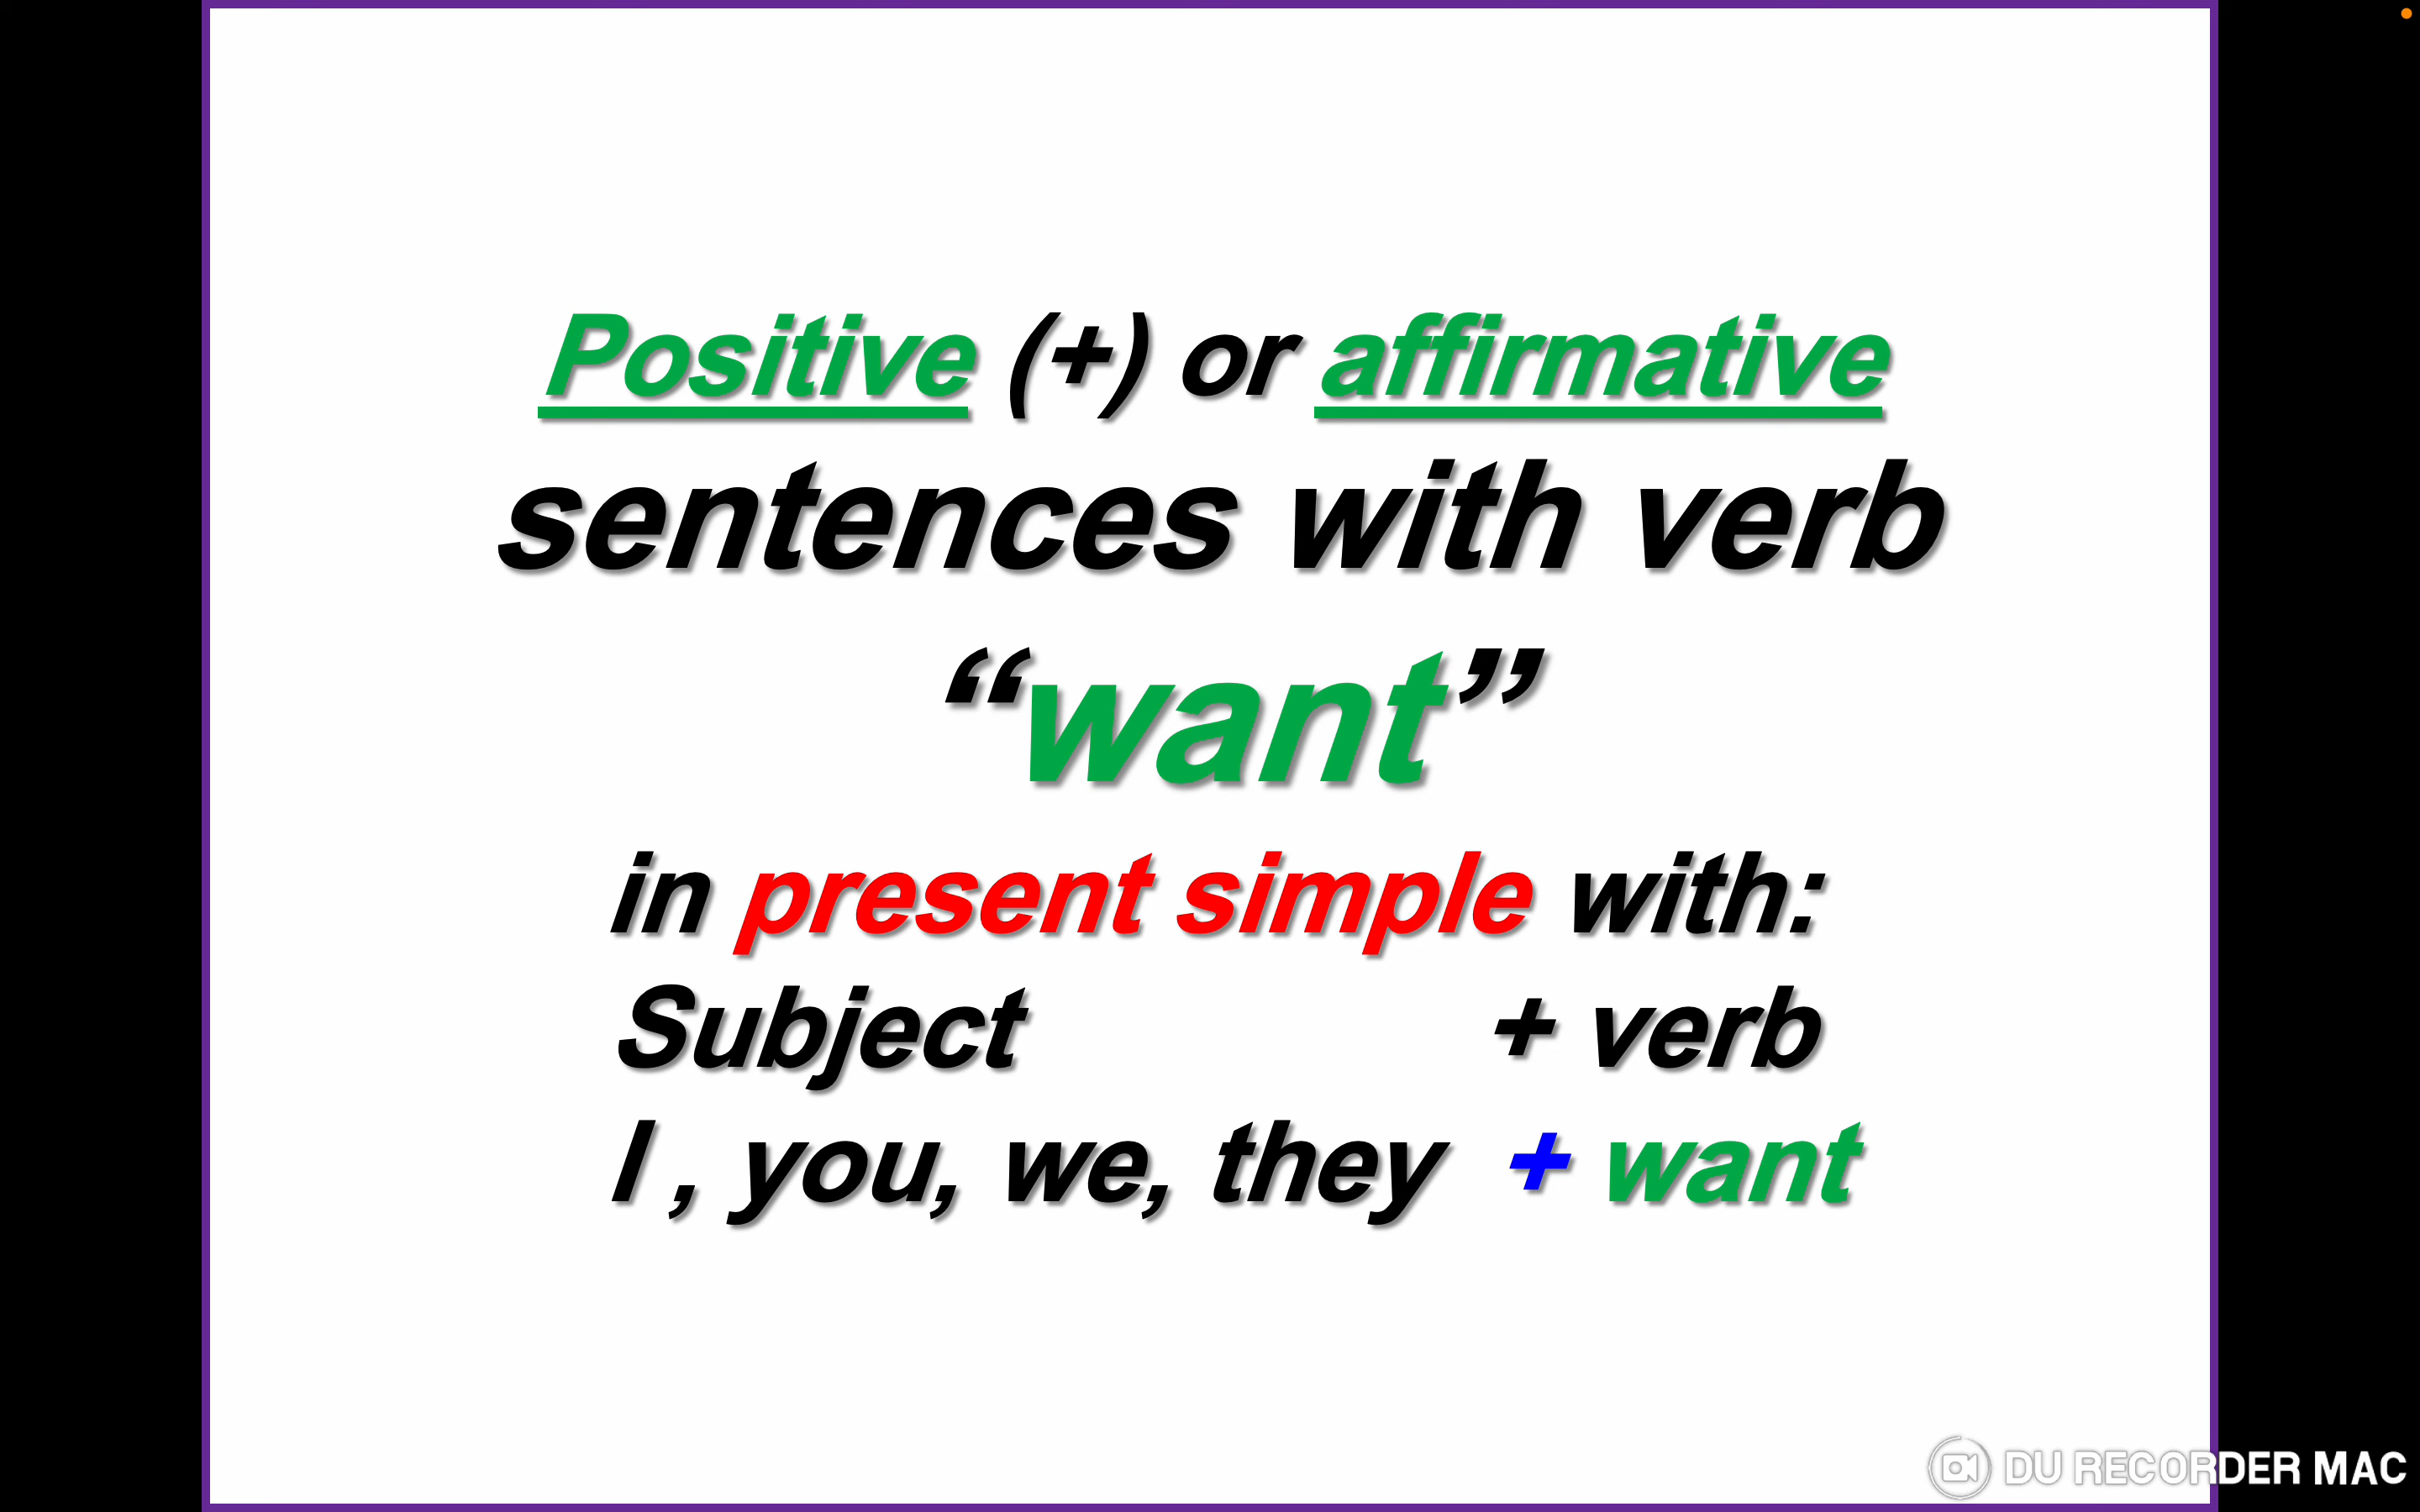 Positive (+) or affirmative
sentences with verb
“want”
in present simple with:
Subject + verb
I , you, we, they + want
DU RECORDER MAC